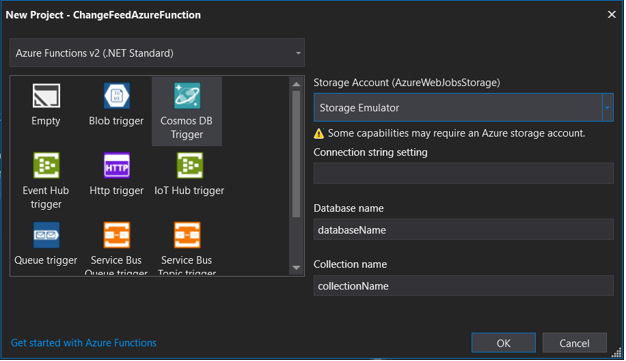 New Project - ChangeFeedAzureFunction
Azure Functions v2 (.NET Standard)
Empty
Blob trigger
Cosmos DB
Trigger
Event Hub
trigger
HTTP
Http trigger
IoT Hub trigger
Queue trigger
Service Bus
Queue trigger
Service Bus
Topic trigger
Storage Account (AzureWebJobsStorage)
Storage Emulator
Some capabilities may require an Azure storage account.
Connection string setting
Database name
databaseName
Collection name
collectionName
Get started with Azure Functions
OK
Cancel